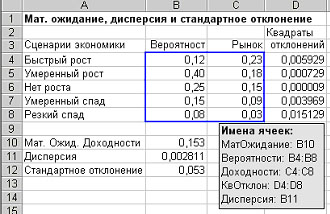 A B C D
1 Мат. ожидание, дисперсия и стандартное отклонение
2 Квадраты
3 Сценарии экономики Вероятност Рынок отклонений
4 Быстрый рост 0,12 0,23 0,005929
5 Умеренный рост 0,40 0,18 0,000729
6 Нет роста 0,25 0,15 0,000009
7 Умеренный спад 0,15 0,09 0,003969
8 Резкий спад 0,08 0,03 0,015129
9
10 Мат. Ожид. Доходности 0,153
11 Дисперсия 0,002811
12 Стандартное отклонение 0,053
13
Имена ячеек:
МатОжидание: B10
Вероятности: B4:B8
Доходности: C4:C8
КвОтклон: D4:D8
Дисперсия: B11